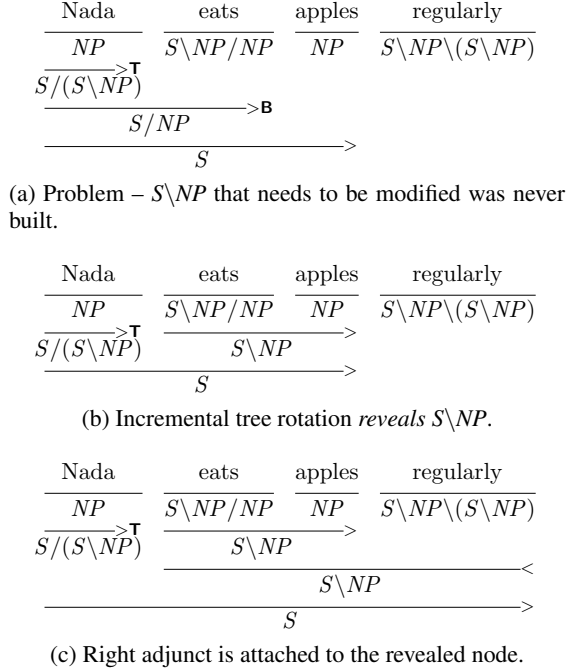 Nada eats apples regularly
NP S\NP/NP NP S\NP\(S\NP)
>T
S/(S\NP)
>B
S/NP
>
S
(a) Problem – S\NP that needs to be modified was never
built.
Nada eats apples regularly
NP S\NP/NP NP S\NP\(S\NP)
>T >
S/(S\NP) S\NP
>
S
(b) Incremental tree rotation reveals S\NP.
Nada eats apples regularly
NP S\NP/NP NP S\NP\(S\NP)
>T >
S/(S\NP) S\NP
<
S\NP
>
S
(c) Right adjunct is attached to the revealed node.